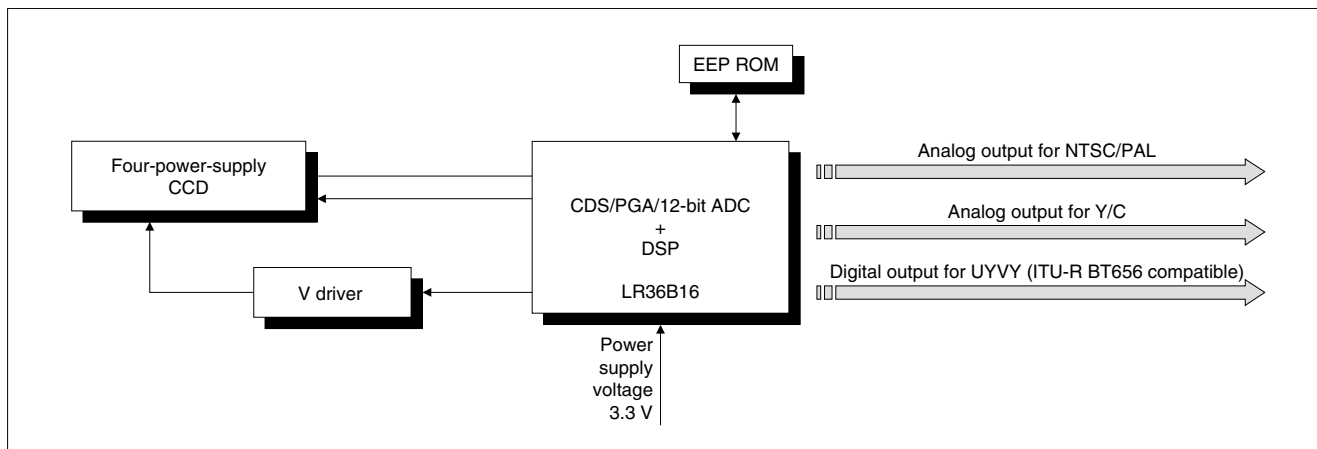 EEP ROM
Four-power-supply
CCD
CDS/PGA/12-bit ADC
+
DSP
LR36B16
V driver
Power
supply
voltage
3.3 V
Analog output for NTSC/PAL
Analog output for Y/C
Digital output for UYVY (ITU-R BT656 compatible)